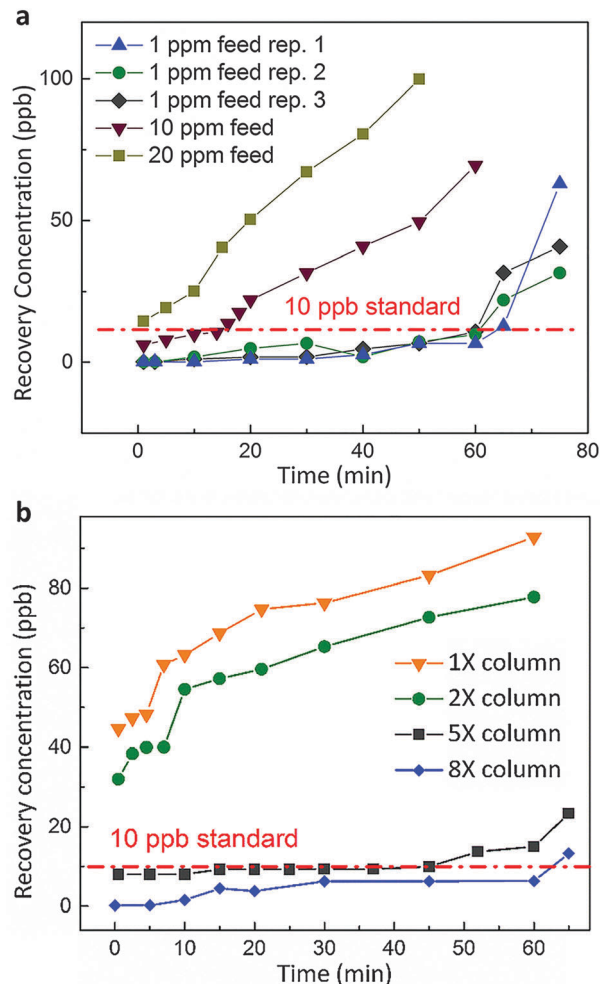 a
1 ppm feed rep. 1
1 ppm feed rep. 2
1 ppm feed rep. 3
10 ppm feed
20 ppm feed
100
50
0
Recovery Concentration (ppb)
10 ppb standard
0 20 40 60 80
Time (min)
b
80
60
40
20
0
Recovery concentration (ppb)
1X column
2X column
5X column
8X column
10 ppb standard
0 10 20 30 40 50 60
Time (min)